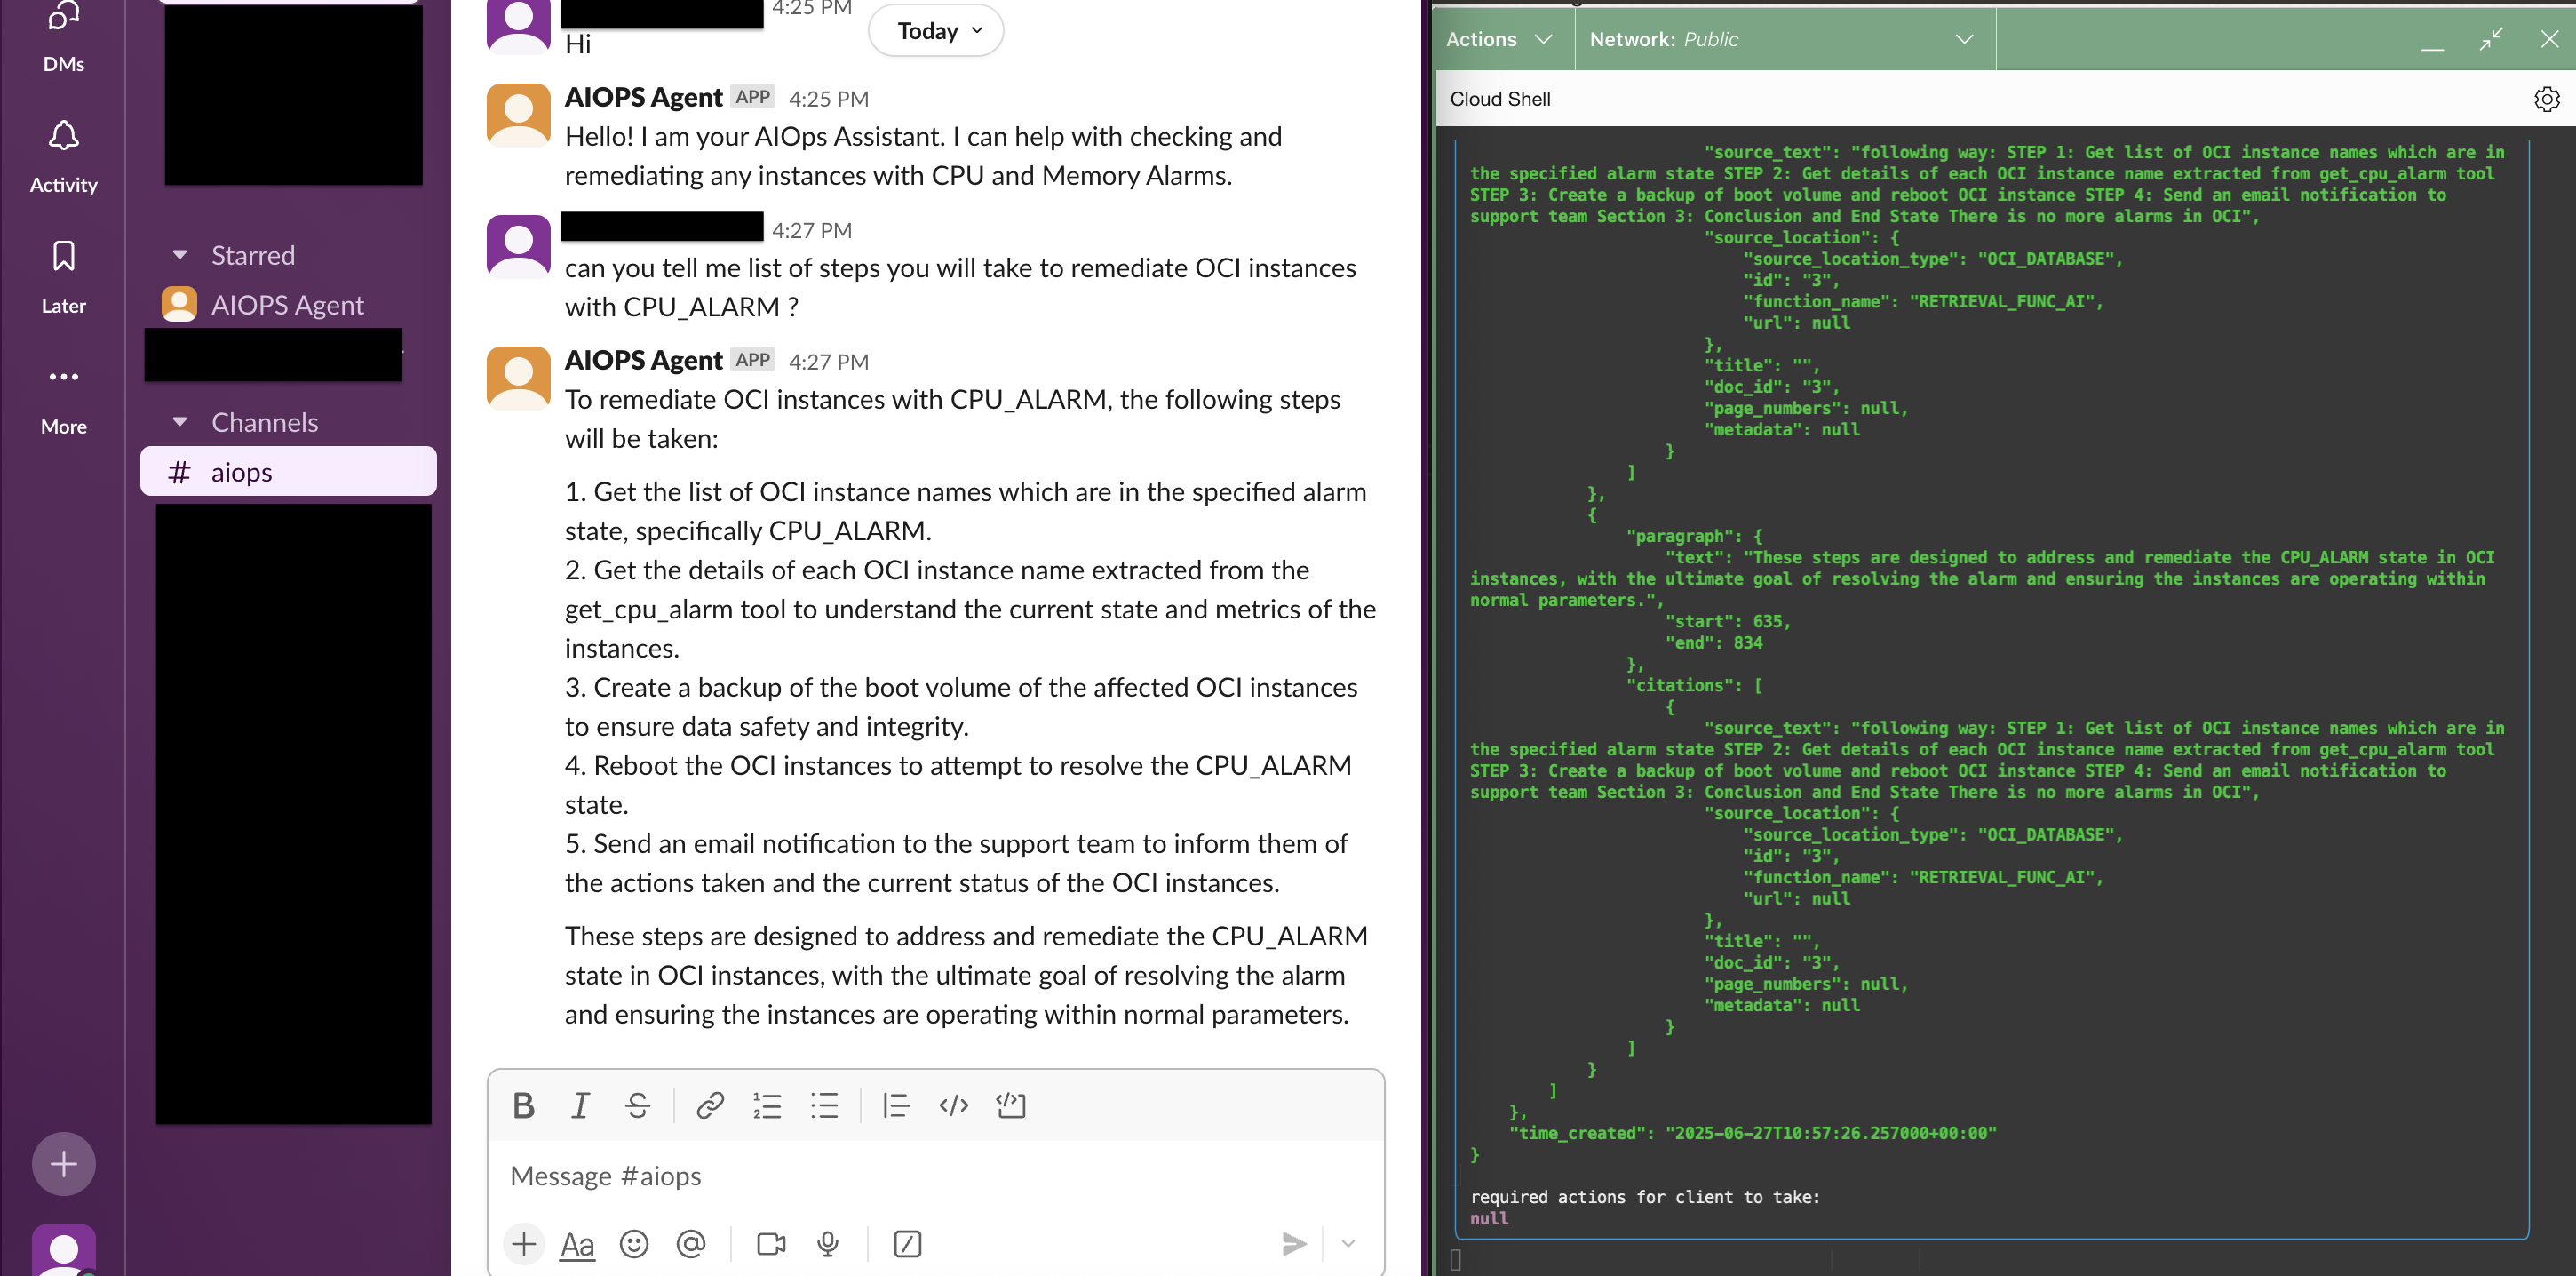 DMs
Activity
Later
More
Starred
AIOPS Agent
Channels
# aiops
4:25 PM
Today
Hi
AIOPS Agent APP 4:25 PM
Hello! I am your AIOps Assistant. I can help with checking and
remediating any instances with CPU and Memory Alarms.
4:27 PM
can you tell me list of steps you will take to remediate OCI instances
with CPU_ALARM ?
AIOPS Agent APP 4:27 PM
To remediate OCI instances with CPU_ALARM, the following steps
will be taken:
1. Get the list of OCI instance names which are in the specified alarm
state, specifically CPU_ALARM.
2. Get the details of each OCI instance name extracted from the
get_cpu_alarm tool to understand the current state and metrics of the
instances.
3. Create a backup of the boot volume of the affected OCI instances
to ensure data safety and integrity.
4. Reboot the OCI instances to attempt to resolve the CPU_ALARM
state.
5. Send an email notification to the support team to inform them of
the actions taken and the current status of the OCI instances.
These steps are designed to address and remediate the CPU_ALARM
state in OCI instances, with the ultimate goal of resolving the alarm
and ensuring the instances are operating within normal parameters.
Message #aiops
Aa
Actions
Network: Public
Cloud Shell
"source_text": "following way: STEP 1: Get list of OCI instance names which are in
the specified alarm state STEP 2: Get details of each OCI instance name extracted from get_cpu_alarm tool
STEP 3: Create a backup of boot volume and reboot OCI instance STEP 4: Send an email notification to
support team Section 3: Conclusion and End State There is no more alarms in OCI",
"source_location": {
"source_location_type": "OCI_DATABASE",
"id": "3",
"function_name": "RETRIEVAL_FUNC_AI",
"url": null
},
"title": "",
"doc_id": "3",
"page_numbers": null,
"metadata": null
}
]
},
{
"paragraph": {
"text": "These steps are designed to address and remediate the CPU_ALARM state in OCI
instances, with the ultimate goal of resolving the alarm and ensuring the instances are operating within
normal parameters.",
"start": 635,
"end": 834
},
"citations": [
{
"source_text": "following way: STEP 1: Get list of OCI instance names which are in
the specified alarm state STEP 2: Get details of each OCI instance name extracted from get_cpu_alarm tool
STEP 3: Create a backup of boot volume and reboot OCI instance STEP 4: Send an email notification to
support team Section 3: Conclusion and End State There is no more alarms in OCI",
"source_location": {
"source_location_type": "OCI_DATABASE",
"id": "3",
"function_name": "RETRIEVAL_FUNC_AI",
"url": null
},
"title": "",
"doc_id": "3",
"page_numbers": null,
"metadata": null
}
]
}
]
},
"time_created": "2025-06-27T10:57:26.257000+00:00"
}
required actions for client to take:
null